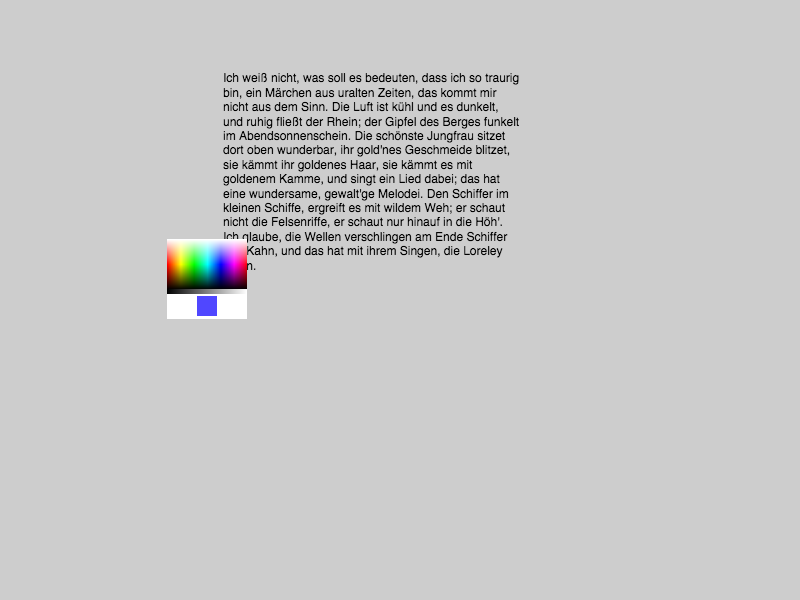 Ich weiß nicht, was soll es bedeuten, dass ich so traurig
bin, ein Märchen aus uralten Zeiten, das kommt mir
nicht aus dem Sinn. Die Luft ist kühl und es dunkelt,
und ruhig fließt der Rhein; der Gipfel des Berges funkelt
im Abendsonnenschein. Die schönste Jungfrau sitzet
dort oben wunderbar, ihr gold'nes Geschmeide blitzet,
sie kämmt ihr goldenes Haar, sie kämmt es mit
goldenem Kamme, und singt ein Lied dabei; das hat
eine wundersame, gewalt'ge Melodei. Den Schiffer im
kleinen Schiffe, ergreift es mit wildem Weh; er schaut
nicht die Felsenriffe, er schaut nur hinauf in die Höh'.
Ich glaube, die Wellen verschlingen am Ende Schiffer
Kahn, und das hat mit ihrem Singen, die Loreley